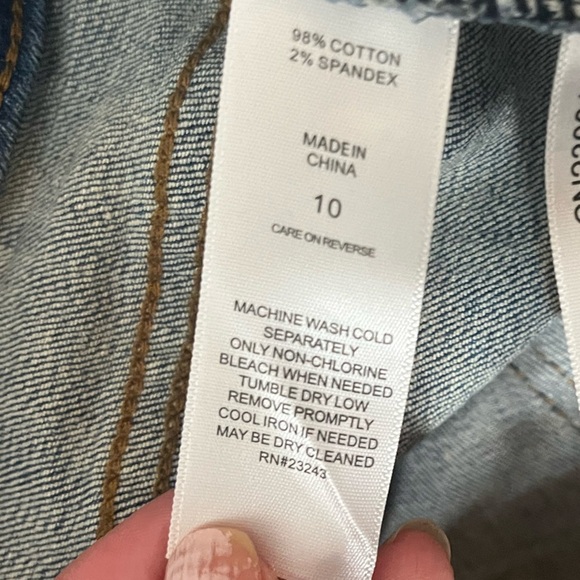 98% COTTON
2% SPANDEX
MADE IN
CHINA
10
CARE ON REVERSE
MACHINE WASH COLD
SEPARATELY
ONLY NON-CHLORINE
BLEACH WHEN NEEDED
TUMBLE DRY LOW
REMOVE PROMPTLY
COOL IRON IF NEEDED
MAY BE DRY CLEANED
RN#23243